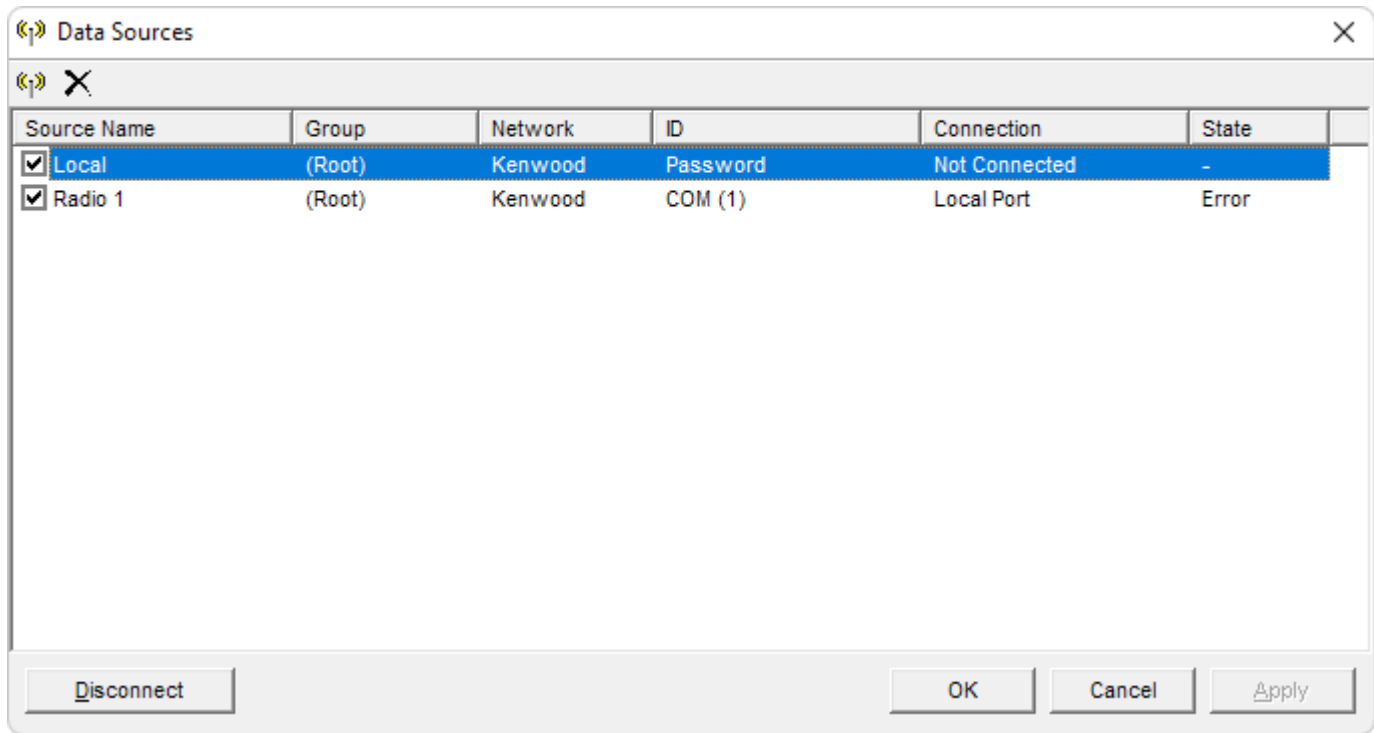 Data Sources
Source Name Group Network ID Connection State
Local (Root) Kenwood Password Not Connected -
Radio 1 (Root) Kenwood COM (1) Local Port Error
Disconnect OK Cancel Apply